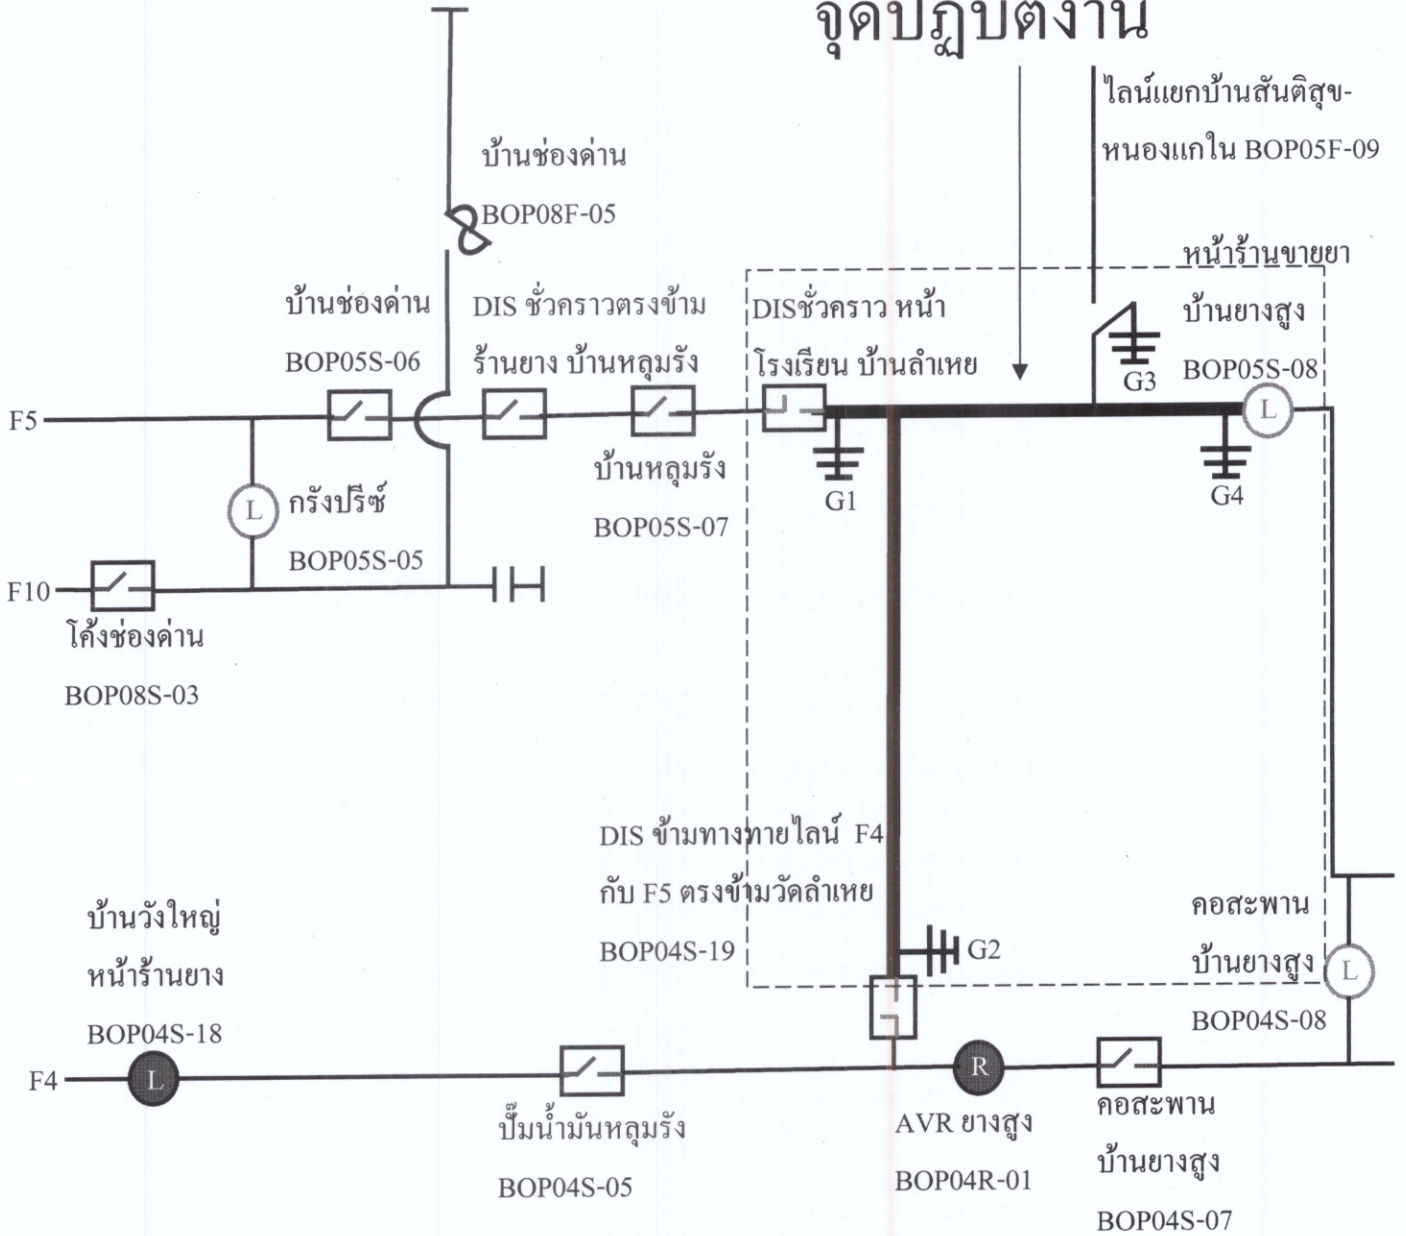 จุดปฏิบัติงาน
ไลน์แยกบ้านสันติสุข-
หนองแกใน BOP05F-09
บ้านช่องด่าน
BOP08F-05
หน้าร้านขายยา
บ้านยางสูง
BOP05S-08
บ้านช่องด่าน
BOP05S-06
DIS ชั่วคราวตรงข้าม
ร้านยาง บ้านหลุมรัง
DISชั่วคราว หน้า
โรงเรียน บ้านลำเหย
G3
F5
L
G1
G4
บ้านหลุมรัง
BOP05S-07
L
กรังปรีซ์
BOP05S-05
F10
โค้งช่องด่าน
BOP08S-03
DIS ข้ามทางทายไลน์ F4
กับ F5 ตรงข้ามวัดลำเหย
BOP04S-19
G2
คอสะพาน
บ้านยางสูง
BOP04S-08
L
บ้านวังใหญ่
หน้าร้านยาง
BOP04S-18
F4
L
ปั๊มน้ำมันหลุมรัง
BOP04S-05
R
AVR ยางสูง
BOP04R-01
คอสะพาน
บ้านยางสูง
BOP04S-07